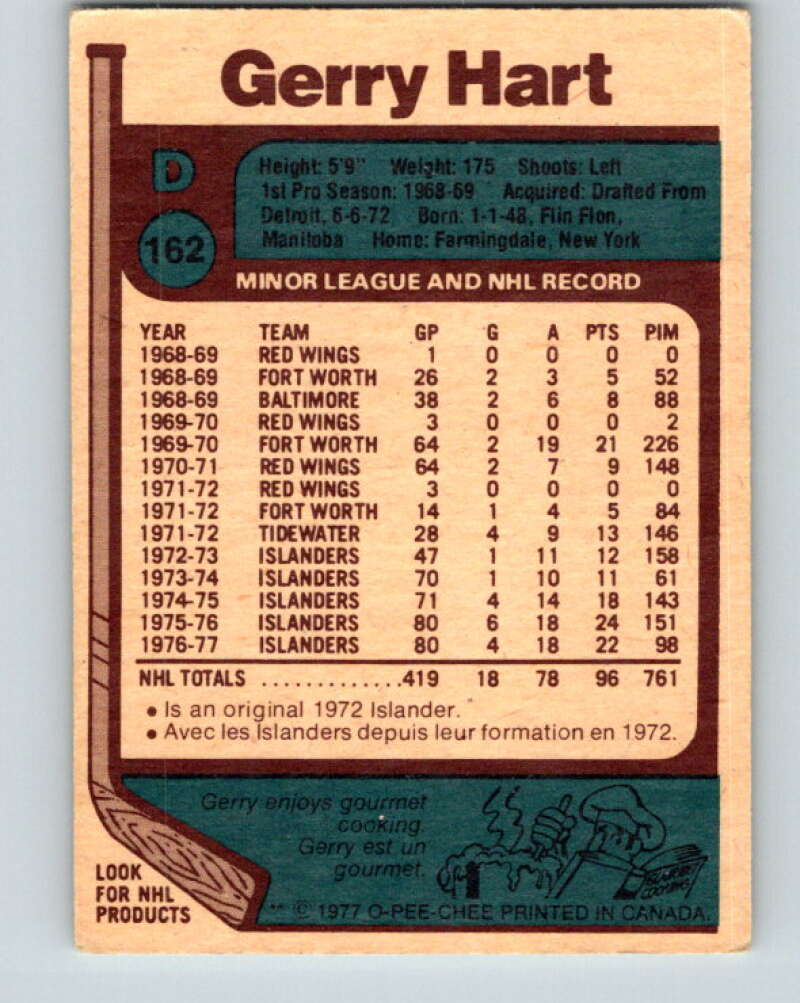 Gerry Hart
D
162
Height: 5'9" Weight: 175 Shoots: Left
1st Pro Season: 1968-69 Acquired: Drafted From
Detroit, 6-6-72 Born: 1-1-48, Flin Flon,
Manitoba Home: Farmingdale, New York
MINOR LEAGUE AND NHL RECORD
YEAR TEAM GP G A PTS PIM
1968-69 RED WINGS 1 0 0 0 0
1968-69 FORT WORTH 26 2 3 5 52
1968-69 BALTIMORE 38 2 6 8 88
1969-70 RED WINGS 3 0 0 0 2
1969-70 FORT WORTH 64 2 19 21 226
1970-71 RED WINGS 64 2 7 9 148
1971-72 RED WINGS 3 0 0 0 0
1971-72 FORT WORTH 14 1 4 5 84
1971-72 TIDEWATER 28 4 9 13 146
1972-73 ISLANDERS 47 1 11 12 158
1973-74 ISLANDERS 70 1 10 11 61
1974-75 ISLANDERS 71 4 14 18 143
1975-76 ISLANDERS 80 6 18 24 151
1976-77 ISLANDERS 80 4 18 22 98
NHL TOTALS .............419 18 78 96 761
• Is an original 1972 Islander.
• Avec les Islanders depuis leur formation en 1972.
Gerry enjoys gourmet
cooking.
Gerry est un
gourmet.
COOKING
LOOK
FOR NHL
PRODUCTS
** © 1977 O-PEE-CHEE PRINTED IN CANADA.